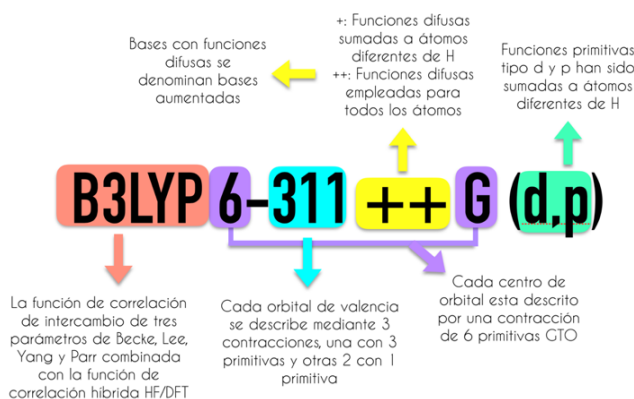 Bases con funciones
difusas se
denominan bases
aumentadas
+: Funciones difusas
sumadas a átomos
diferentes de H
++: Funciones difusas
empleadas para
todos los átomos
Funciones primitivas
tipo d y p han sido
sumadas a átomos
diferentes de H
B3LYP 6-311 ++ G (d,p)
La función de correlación
de intercambio de tres
parámetros de Becke, Lee,
Yang y Parr combinada
con la función de
correlación híbrida HF/DFT
Cada orbital de valencia
se describe mediante 3
contracciones, una con 3
primitivas y otras 2 con 1
primitiva
Cada centro de
orbital esta descrito
por una contracción
de 6 primitivas GTO